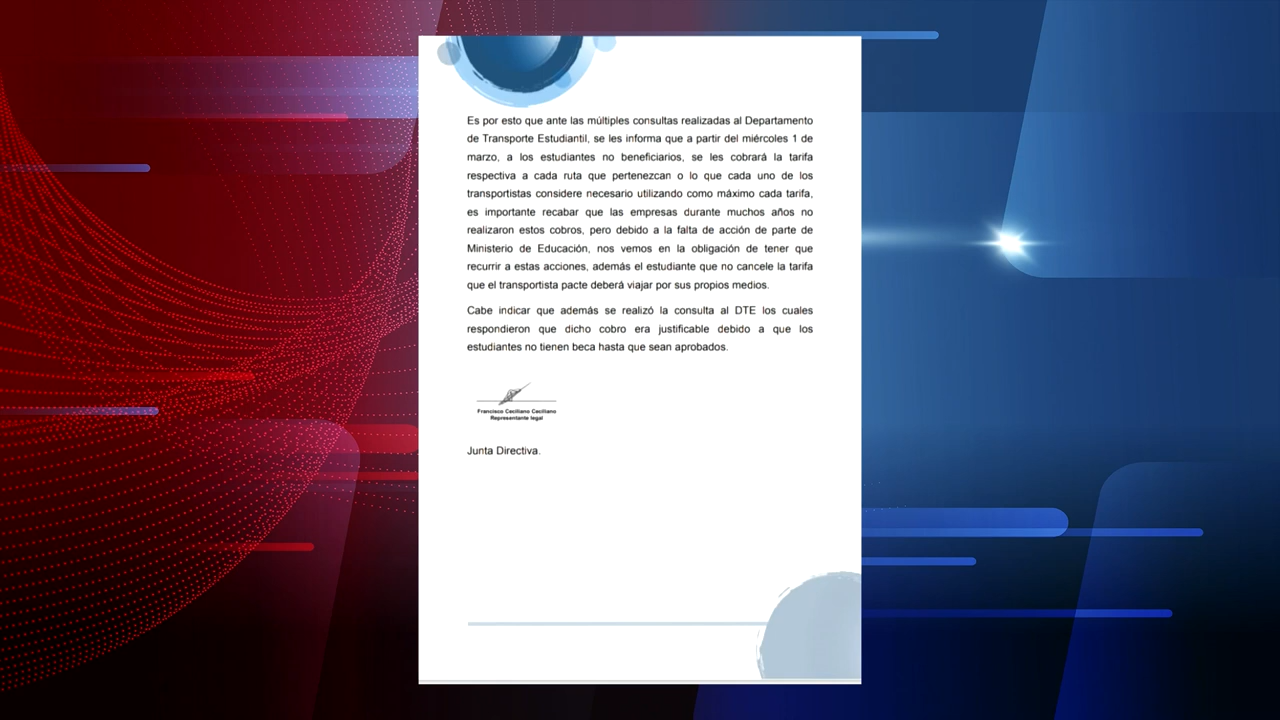 Es por esto que ante las múltiples consultas realizadas al Departamento
de Transporte Estudiantil, se les informa que a partir del miércoles 1 de
marzo, a los estudiantes no beneficiarios, se les cobrará la tarifa
respectiva a cada ruta que pertenezcan o lo que cada uno de los
transportistas considere necesario utilizando como máximo cada tarifa,
es importante recabar que las empresas durante muchos años no
realizaron estos cobros, pero debido a la falta de acción de parte de
Ministerio de Educación, nos vemos en la obligación de tener que
recurrir a estas acciones, además el estudiante que no cancele la tarifa
que el transportista pacte deberá viajar por sus propios medios.
Cabe indicar que además se realizó la consulta al DTE los cuales
respondieron que dicho cobro era justificable debido a que los
estudiantes no tienen beca hasta que sean aprobados.
Francisco Ceciliano Ceciliano
Representante legal
Junta Directiva.